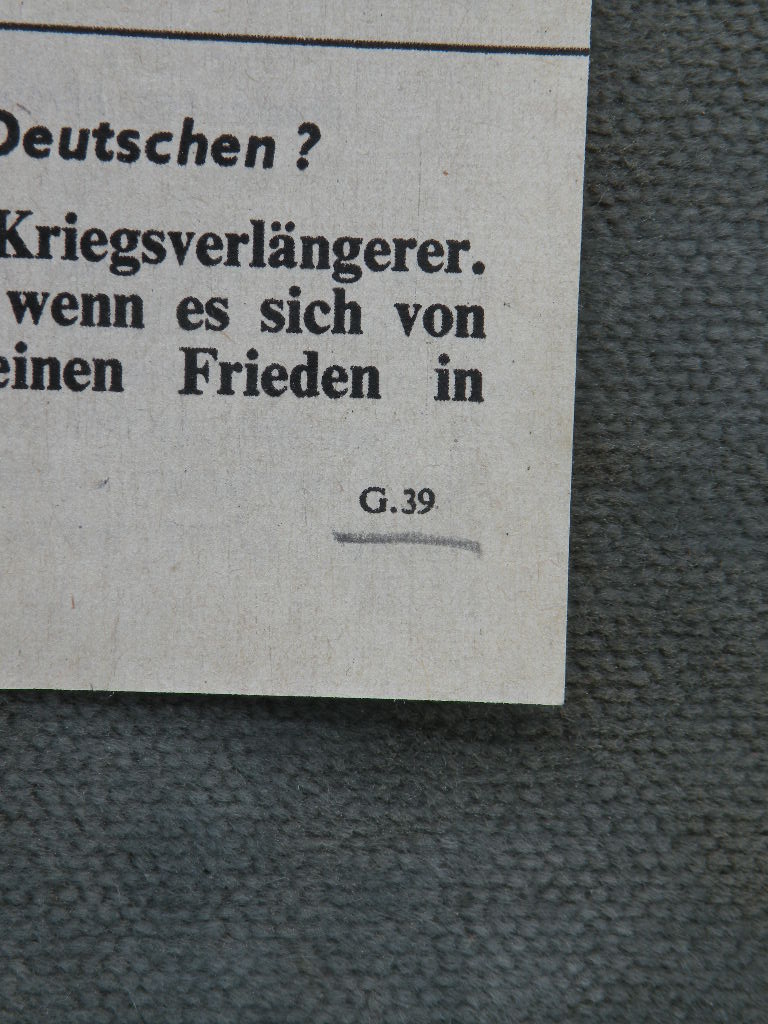 Deutschen ?
Kriegsverlängerer.
wenn es sich von
einen Frieden in
G.39